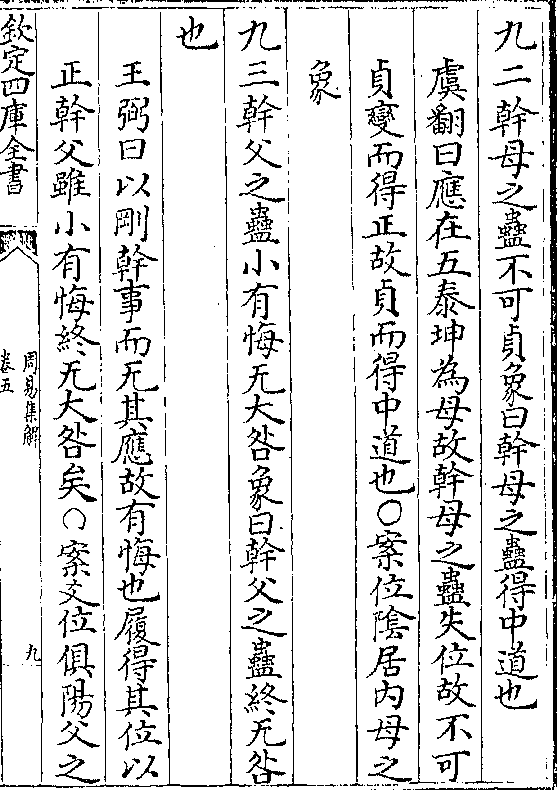 九二幹母之蠱不可貞象曰幹母之蠱得中道也
虞翻曰應在五泰坤為母故幹母之蠱失位故不可
貞變而得正故貞而得中道也○案位隂居内母之
象
九三幹父之蠱小有悔无大咎象曰幹父之蠱終无咎
也
王弼曰以剛幹事而无其應故有悔也履得其位以
正幹父雖小有悔終无大咎矣○案爻位俱陽父之
欽定四庫全書
周易集解
卷五
九